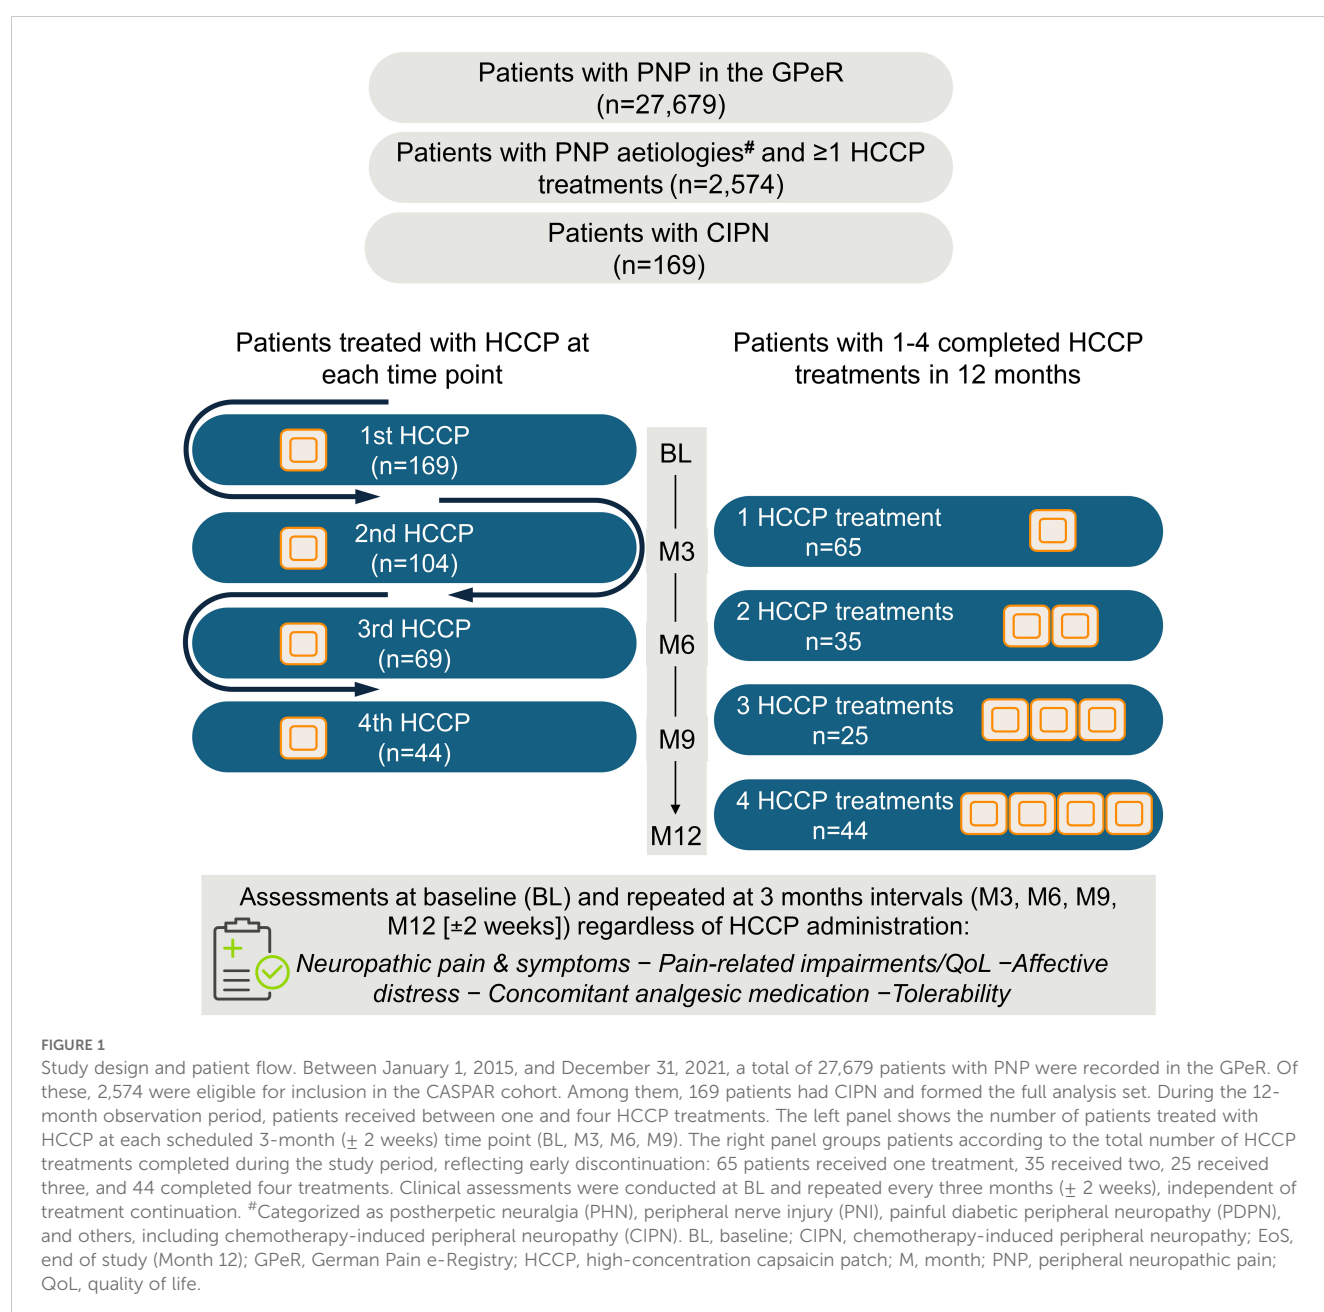 Patients with PNP in the GPeR
(n=27,679)
Patients with PNP aetiologies# and ≥1 HCCP
treatments (n=2,574)
Patients with CIPN
(n=169)
Patients treated with HCCP at
each time point
1st HCCP
(n=169)
2nd HCCP
(n=104)
3rd HCCP
(n=69)
4th HCCP
(n=44)
BL
M3
M6
M9
M12
Patients with 1-4 completed HCCP
treatments in 12 months
1 HCCP treatment
n=65
2 HCCP treatments
n=35
3 HCCP treatments
n=25
4 HCCP treatments
n=44
Assessments at baseline (BL) and repeated at 3 months intervals (M3, M6, M9,
M12 [±2 weeks]) regardless of HCCP administration:
Neuropathic pain & symptoms − Pain-related impairments/QoL −Affective
distress − Concomitant analgesic medication −Tolerability
FIGURE 1
Study design and patient flow. Between January 1, 2015, and December 31, 2021, a total of 27,679 patients with PNP were recorded in the GPeR. Of
these, 2,574 were eligible for inclusion in the CASPAR cohort. Among them, 169 patients had CIPN and formed the full analysis set. During the 12-
month observation period, patients received between one and four HCCP treatments. The left panel shows the number of patients treated with
HCCP at each scheduled 3-month (± 2 weeks) time point (BL, M3, M6, M9). The right panel groups patients according to the total number of HCCP
treatments completed during the study period, reflecting early discontinuation: 65 patients received one treatment, 35 received two, 25 received
three, and 44 completed four treatments. Clinical assessments were conducted at BL and repeated every three months (± 2 weeks), independent of
treatment continuation. #Categorized as postherpetic neuralgia (PHN), peripheral nerve injury (PNI), painful diabetic peripheral neuropathy (PDPN),
and others, including chemotherapy-induced peripheral neuropathy (CIPN). BL, baseline; CIPN, chemotherapy-induced peripheral neuropathy; EoS,
end of study (Month 12); GPeR, German Pain e-Registry; HCCP, high-concentration capsaicin patch; M, month; PNP, peripheral neuropathic pain;
QoL, quality of life.